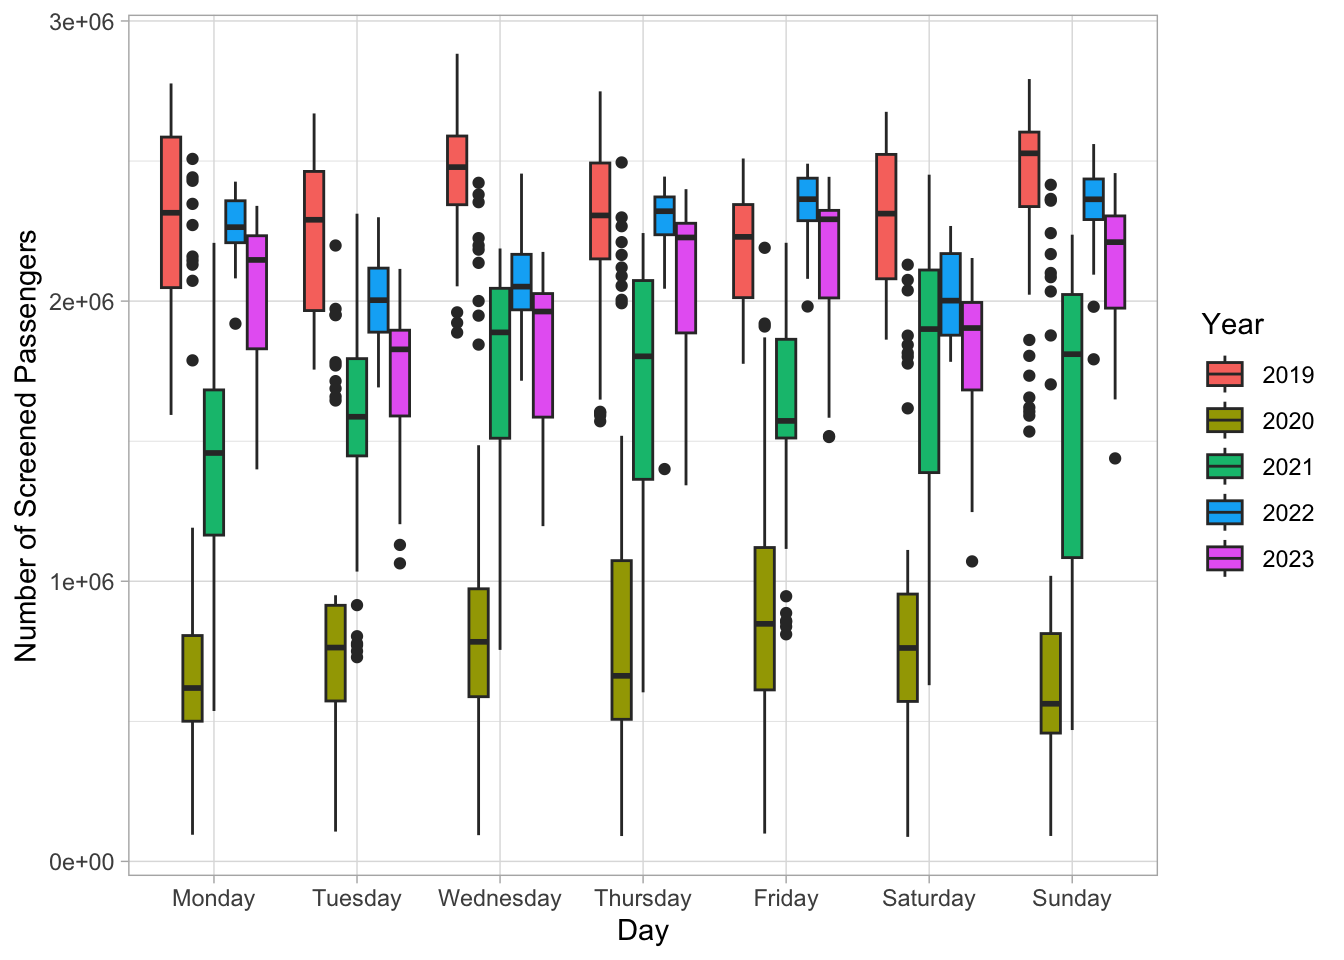 Number of Screened Passengers
3e+06
2e+06
1e+06
0e+00
Monday Tuesday Wednesday Thursday Friday Saturday Sunday
Day
Year
2019
2020
2021
2022
2023